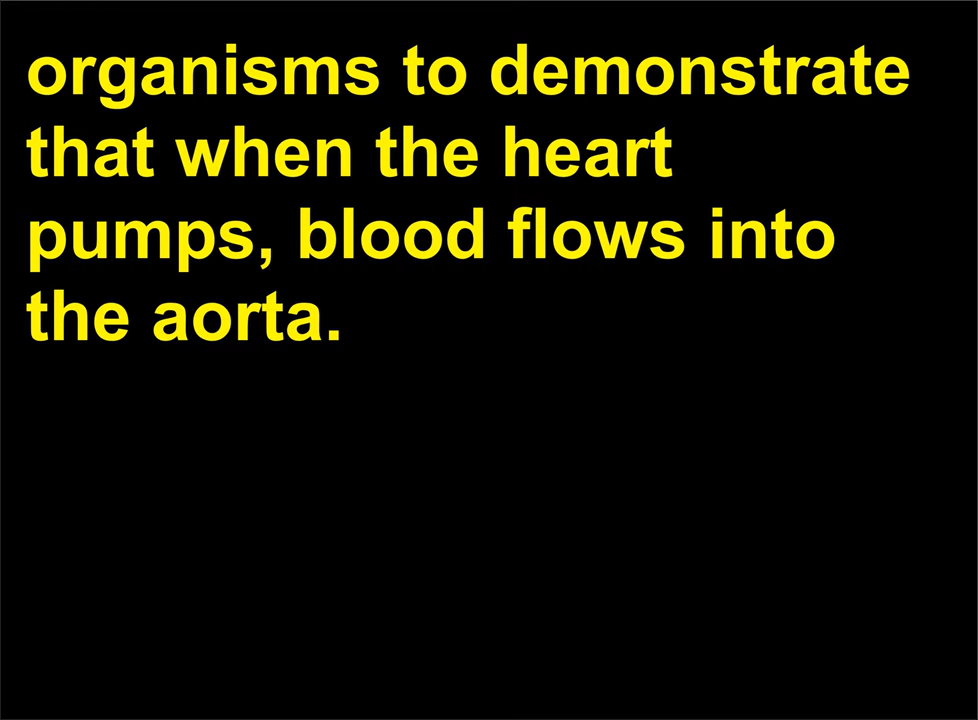 organisms to demonstrate
that when the heart
pumps, blood flows into
the aorta.